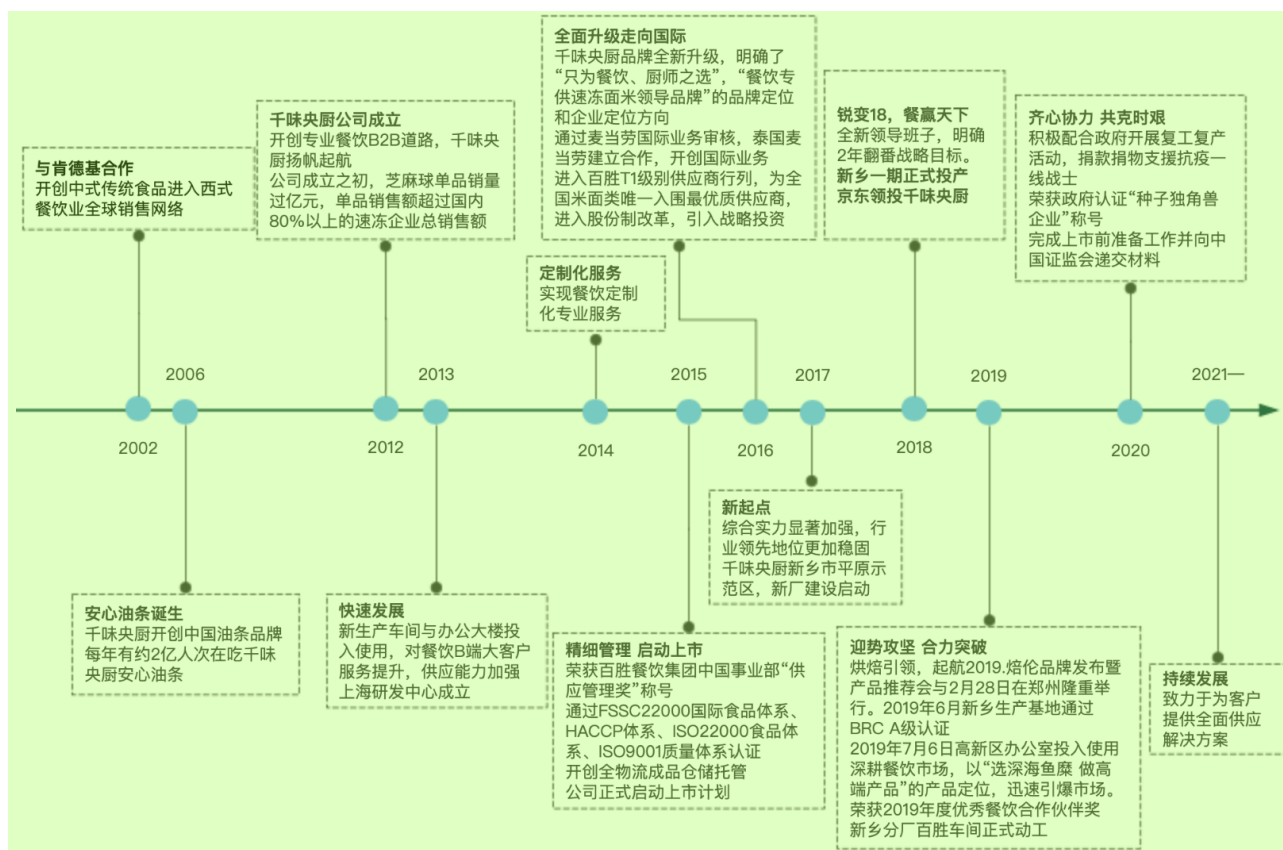 与肯德基合作
开创中式传统食品进入西式
餐饮业全球销售网络
千味央厨公司成立
开创专业餐饮B2B道路，千味央
厨扬帆起航
公司成立之初，芝麻球单品销量
过亿元，单品销售额超过国内
80%以上的速冻企业总销售额
定制化服务
实现餐饮定制
化专业服务
全面升级走向国际
千味央厨品牌全新升级，明确了
“只为餐饮、厨师之选”，“餐饮专
供速冻面米领导品牌”的品牌定位
和企业定位方向
通过麦当劳国际业务审核，泰国麦
当劳建立合作，开创国际业务
进入百胜T1级别供应商行列，为全
国米面类唯一入围最优质供应商，
进入股份制改革，引入战略投资
锐变18，餐赢天下
全新领导班子，明确
2年翻番战略目标。
新乡一期正式投产
京东领投千味央厨
齐心协力 共克时艰
积极配合政府开展复工复产
活动，捐款捐物支援抗疫一
线战士
荣获政府认证“种子独角兽
企业”称号
完成上市前准备工作并向中
国证监会递交材料
2006
2013
2015
2017
2019
2021—
2002
2012
2014
2016
2018
2020
安心油条诞生
千味央厨开创中国油条品牌
每年有约2亿人次在吃千味
央厨安心油条
快速发展
新生产车间与办公大楼投
入使用，对餐饮B端大客户
服务提升，供应能力加强
上海研发中心成立
精细管理 启动上市
荣获百胜餐饮集团中国事业部“供
应管理奖”称号
通过FSSC22000国际食品体系、
HACCP体系、ISO22000食品体
系、ISO9001质量体系认证
开创全物流成品仓储托管
公司正式启动上市计划
新起点
综合实力显著加强，行
业领先地位更加稳固
千味央厨新乡市平原示
范区，新厂建设启动
迎势攻坚 合力突破
烘焙引领，起航2019.焙伦品牌发布暨
产品推荐会与2月28日在郑州隆重举
行。2019年6月新乡生产基地通过
BRC A级认证
2019年7月6日高新区办公室投入使用
深耕餐饮市场，以“选深海鱼糜 做高
端产品”的产品定位，迅速引爆市场。
荣获2019年度优秀餐饮合作伙伴奖
新乡分厂百胜车间正式动工
持续发展
致力于为客户
提供全面供应
解决方案